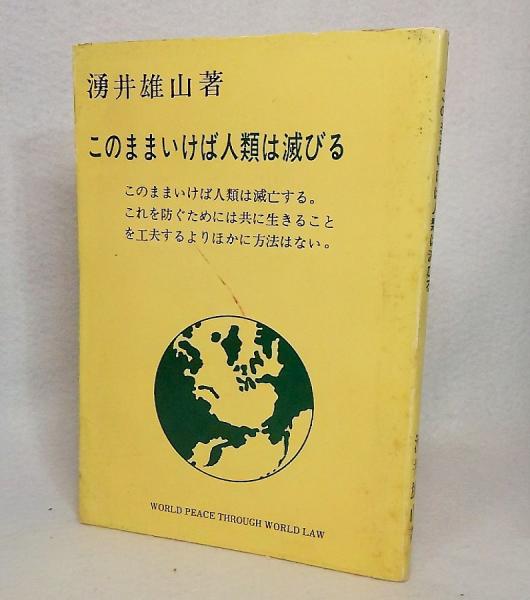 湧井雄山著
このままいけば人類は滅びる
このままいけば人類は滅亡する。
これを防ぐためには共に生きること
を工夫するよりほかに方法はない。
WORLD PEACE THROUGH WORLD LAW